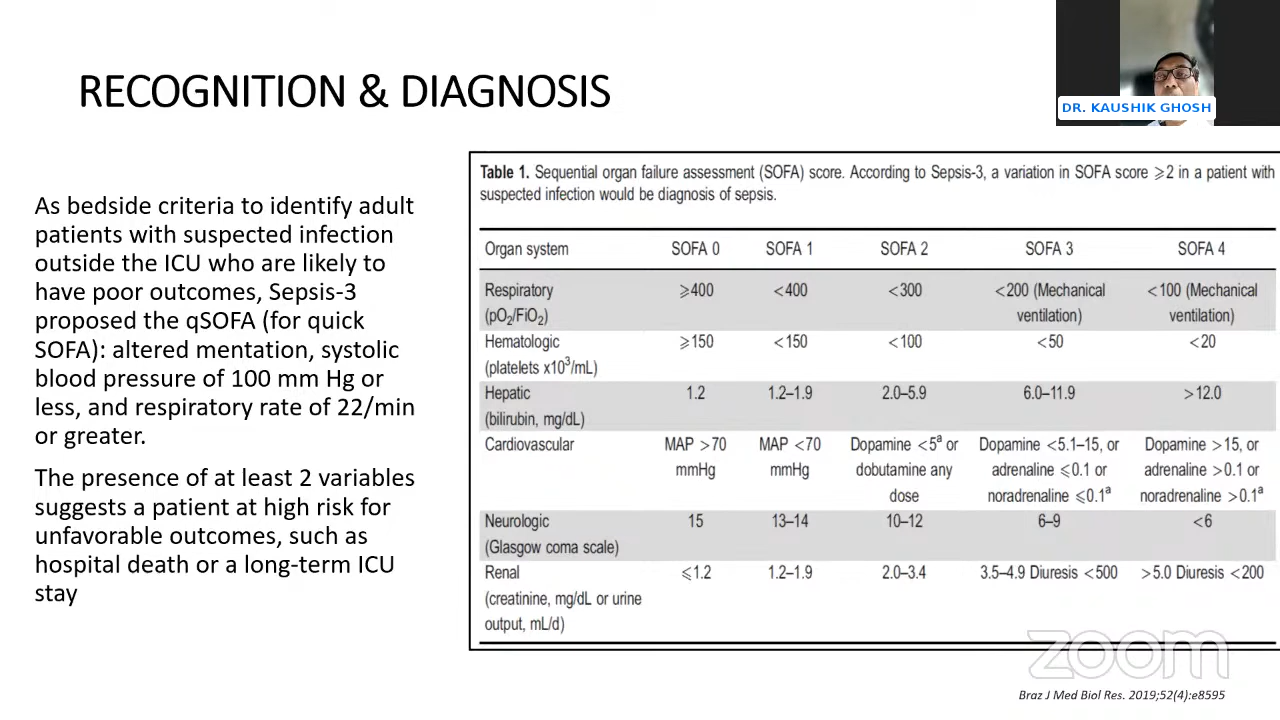 RECOGNITION & DIAGNOSIS
DR. KAUSHIK GHOSH
As bedside criteria to identify adult
patients with suspected infection
outside the ICU who are likely to
have poor outcomes, Sepsis-3
proposed the qSOFA (for quick
SOFA): altered mentation, systolic
blood pressure of 100 mm Hg or
less, and respiratory rate of 22/min
or greater.
The presence of at least 2 variables
suggests a patient at high risk for
unfavorable outcomes, such as
hospital death or a long-term ICU
stay
Table 1. Sequential organ failure assessment (SOFA) score. According to Sepsis-3, a variation in SOFA score ⩾2 in a patient with
suspected infection would be diagnosis of sepsis.
Organ system SOFA 0 SOFA 1 SOFA 2 SOFA 3 SOFA 4
Respiratory ⩾400 <400 <300 <200 (Mechanical <100 (Mechanical
(pO₂/FiO₂) ventilation) ventilation)
Hematologic ⩾150 <150 <100 <50 <20
(platelets x10³/mL)
Hepatic 1.2 1.2–1.9 2.0–5.9 6.0–11.9 >12.0
(bilirubin, mg/dL)
Cardiovascular MAP >70 MAP <70 Dopamine <5ᵃ or Dopamine <5.1–15, or Dopamine >15, or
mmHg mmHg dobutamine any adrenaline ⩽0.1 or adrenaline >0.1 or
dose noradrenaline ⩽0.1ᵃ noradrenaline >0.1ᵃ
Neurologic 15 13–14 10–12 6–9 <6
(Glasgow coma scale)
Renal ⩽1.2 1.2–1.9 2.0–3.4 3.5–4.9 Diuresis <500 >5.0 Diuresis <200
(creatinine, mg/dL or urine
output, mL/d)
zoom
Braz J Med Biol Res. 2019;52(4):e8595